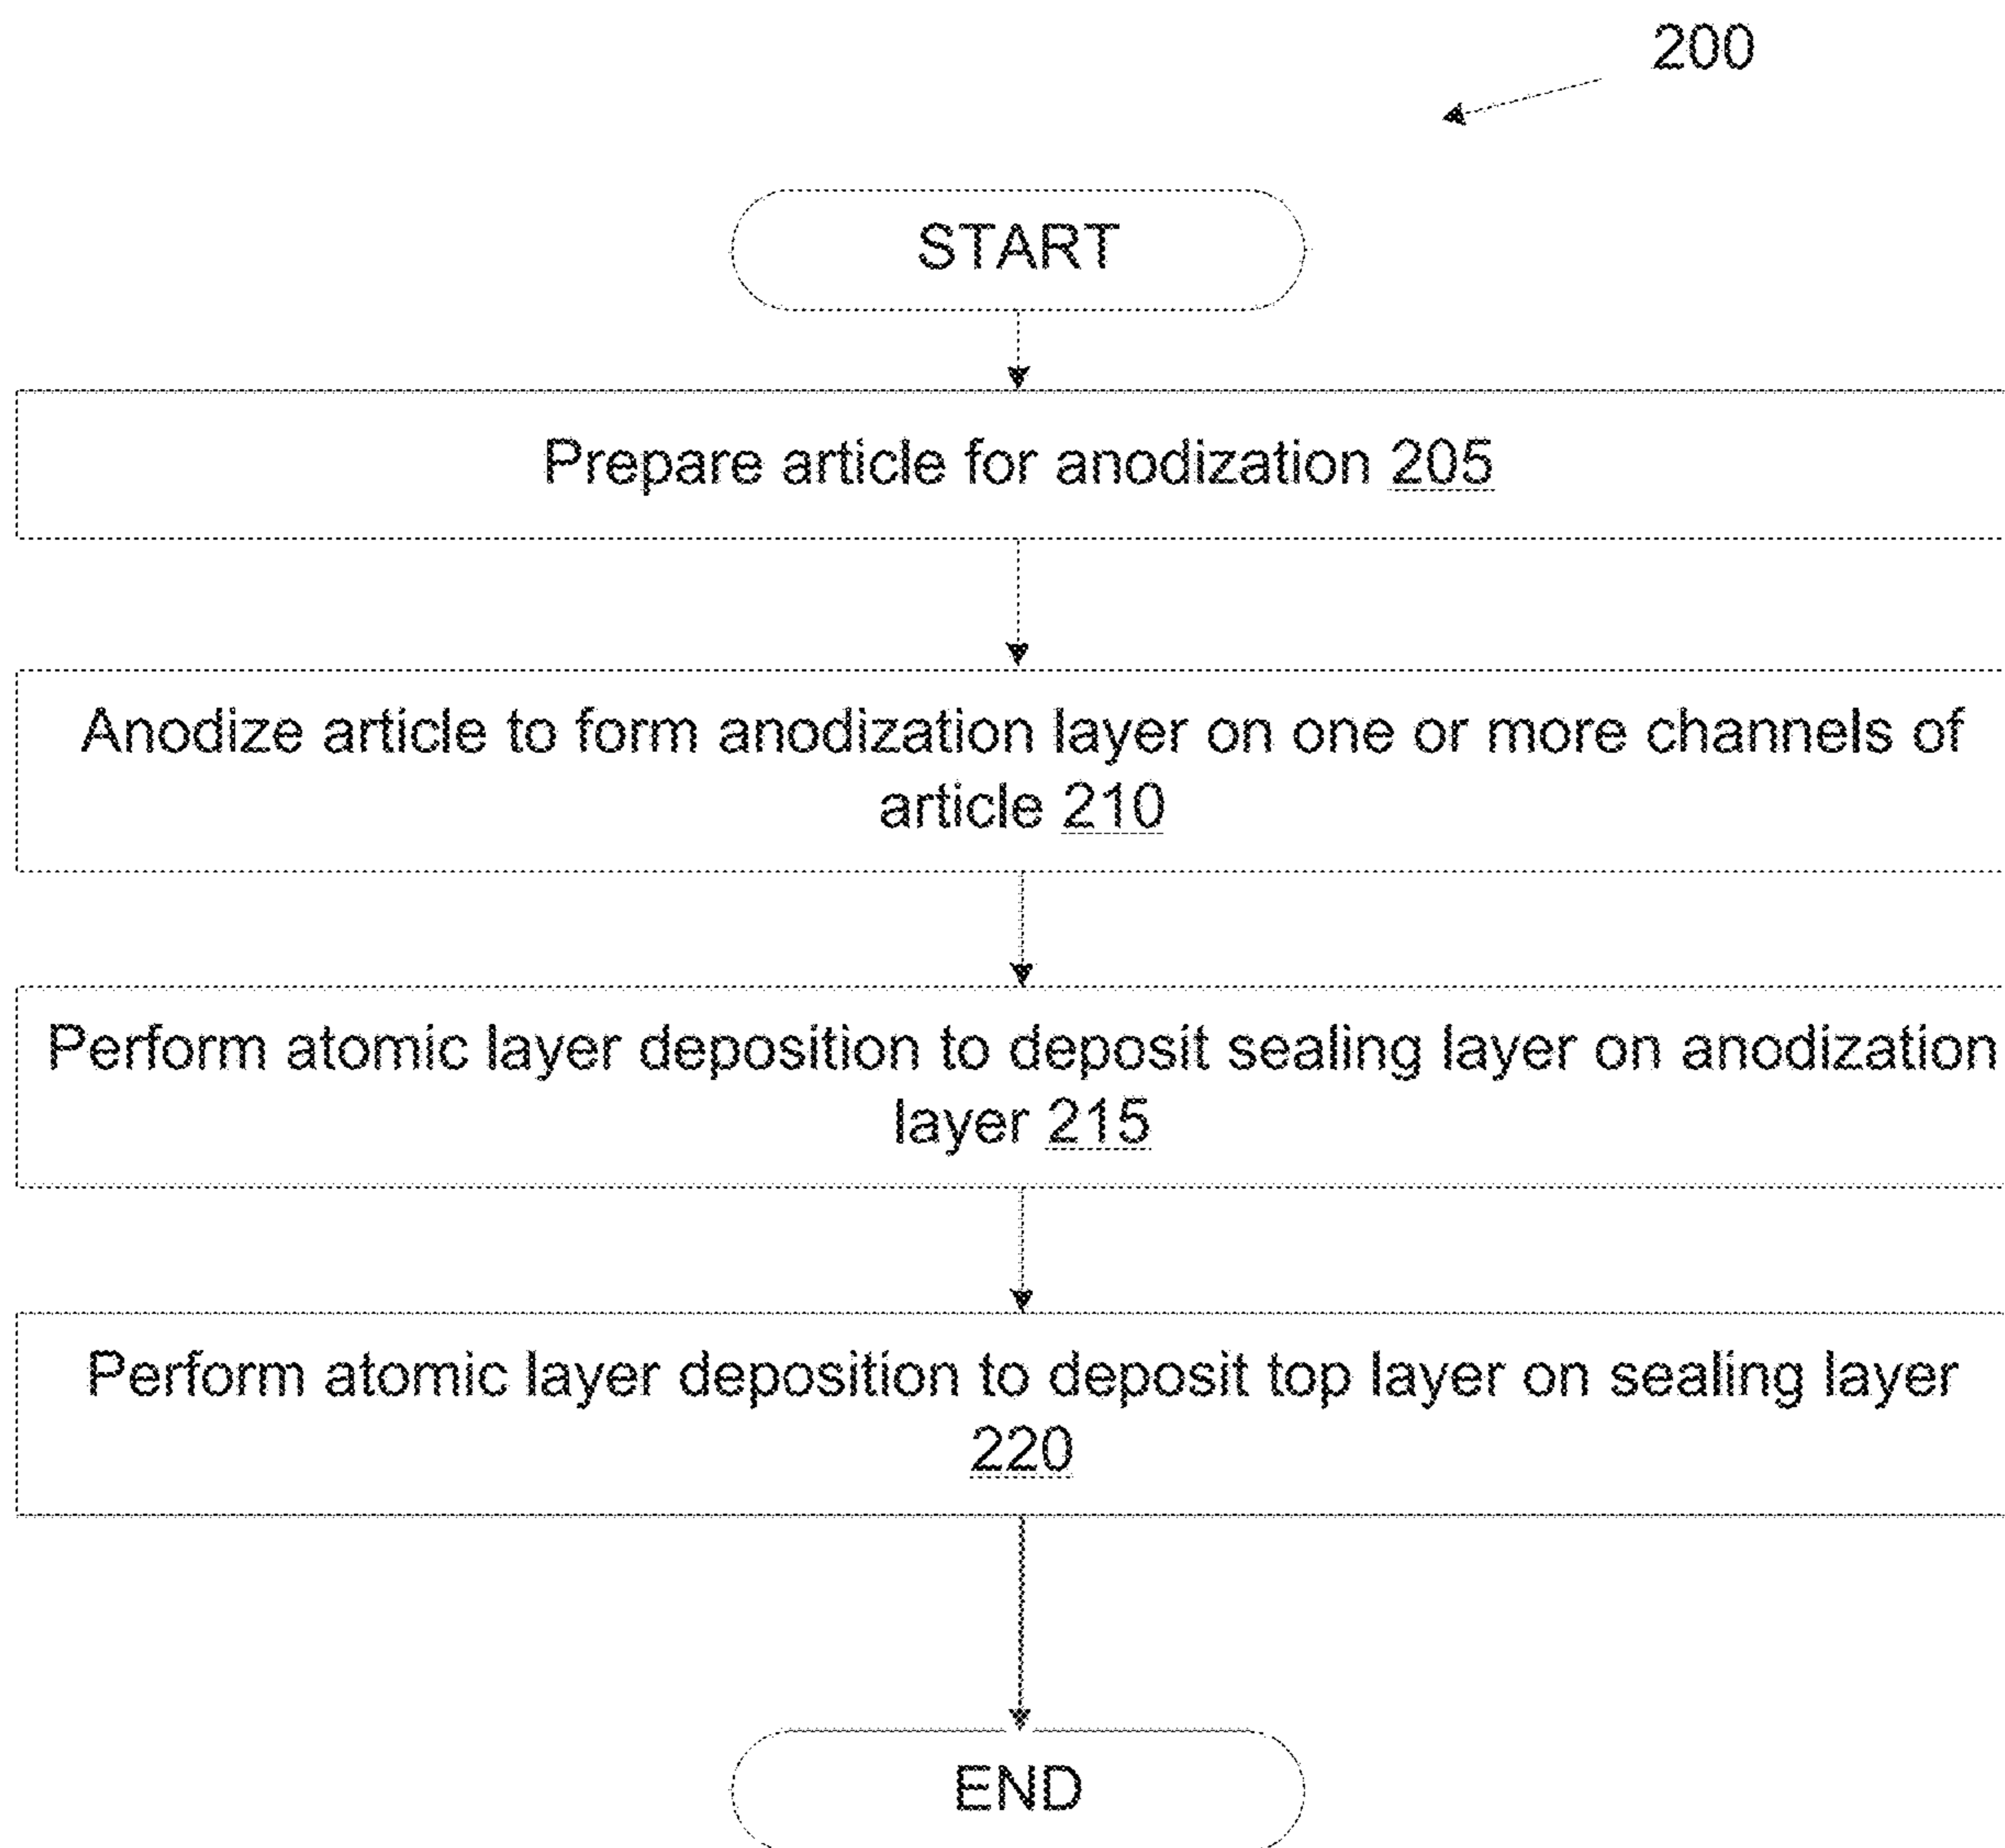 200
START
Prepare article for anodization 205
Anodize article to form anodization layer on one or more channels of
article 210
Perform atomic layer deposition to deposit sealing layer on anodization
layer 215
Perform atomic layer deposition to deposit top layer on sealing layer
220
END